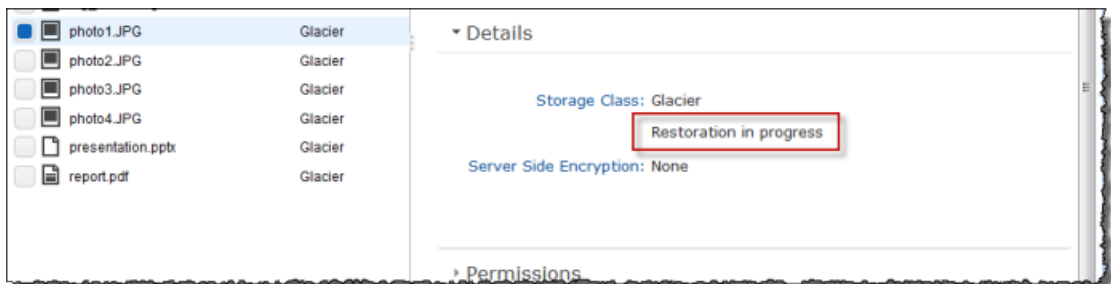 photo1.JPG Glacier
photo2.JPG Glacier
photo3.JPG Glacier
photo4.JPG Glacier
presentation.pptx Glacier
report.pdf Glacier
Details
Storage Class: Glacier
Restoration in progress
Server Side Encryption: None
Permissions